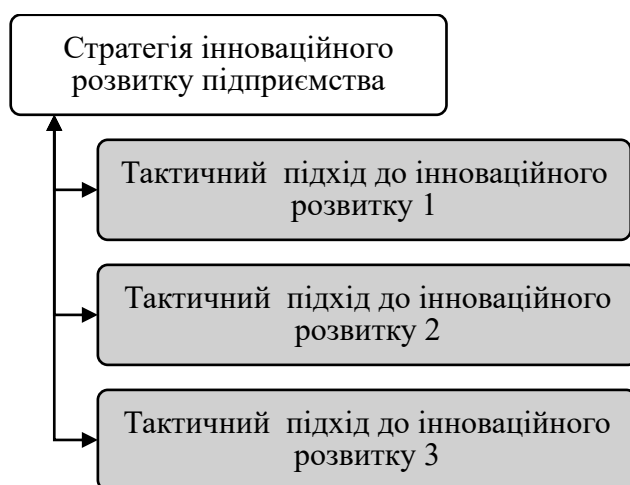 Стратегія інноваційного
розвитку підприємства
Тактичний підхід до інноваційного
розвитку 1
Тактичний підхід до інноваційного
розвитку 2
Тактичний підхід до інноваційного
розвитку 3